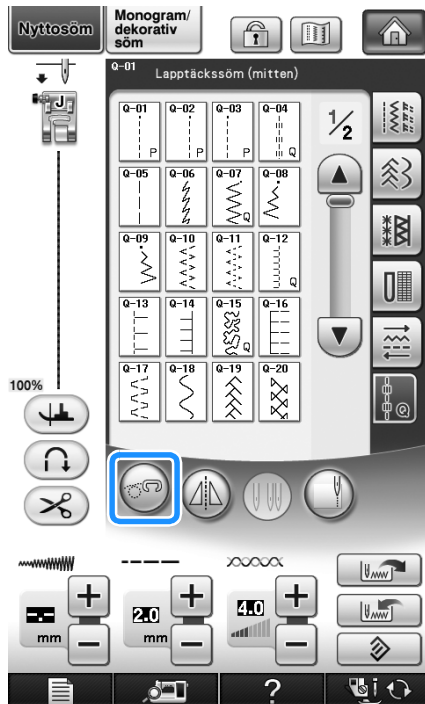 Nyttosöm
Monogram/
dekorativ
söm
Q-01
Lapptäckssöm (mitten)
J
Q-01 Q-02 Q-03 Q-04
P P P Q
1/2
Q-05 Q-06 Q-07 Q-08
Q
Q-09 Q-10 Q-11 Q-12
Q
Q-13 Q-14 Q-15 Q-16
Q
Q-17 Q-18 Q-19 Q-20
Q
100%
+ + +
2.0 4.0
mm mm
− − −
?